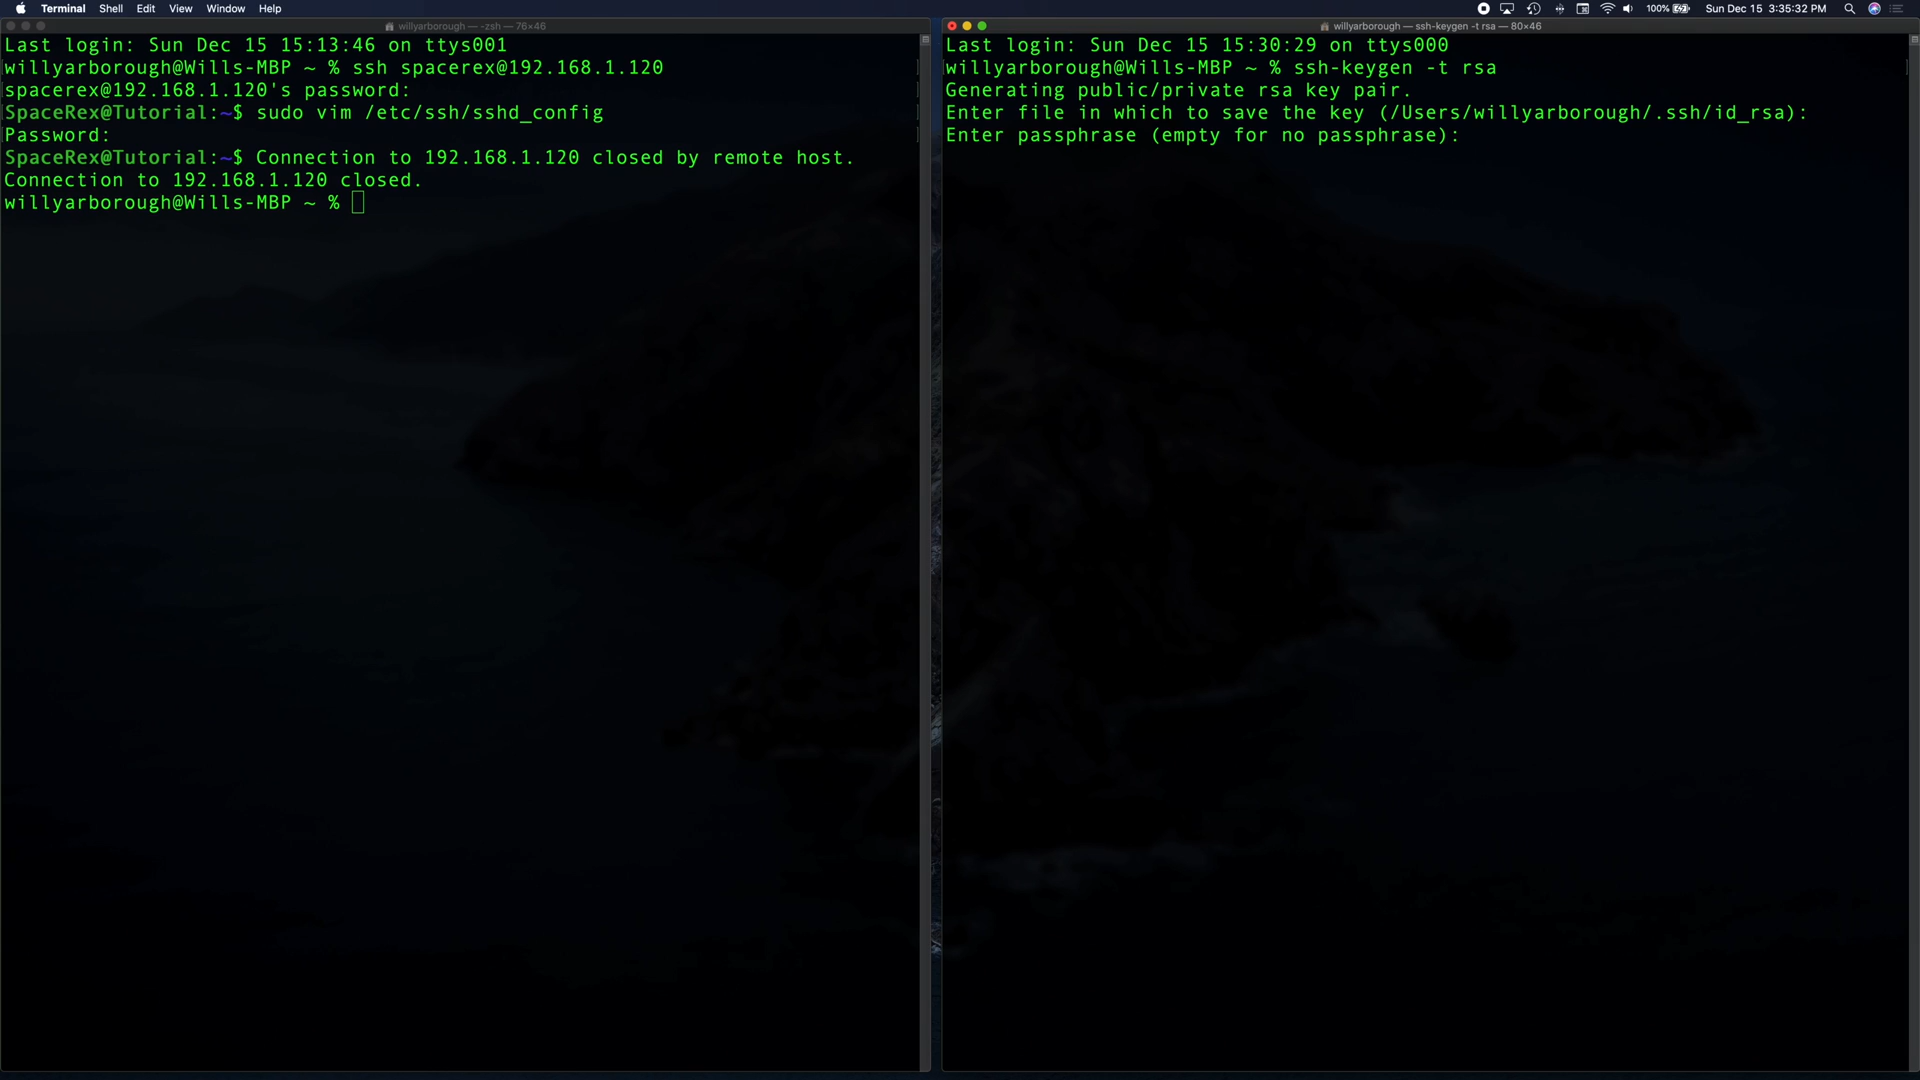 Terminal Shell Edit View Window Help 100% Sun Dec 15 3:35:32 PM
willyarborough — -zsh — 76×46
Last login: Sun Dec 15 15:13:46 on ttys001
willyarborough@Wills-MBP ~ % ssh spacerex@192.168.1.120
spacerex@192.168.1.120's password:
SpaceRex@Tutorial:~$ sudo vim /etc/ssh/sshd_config
Password:
SpaceRex@Tutorial:~$ Connection to 192.168.1.120 closed by remote host.
Connection to 192.168.1.120 closed.
willyarborough@Wills-MBP ~ %
willyarborough — ssh-keygen -t rsa — 80×46
Last login: Sun Dec 15 15:30:29 on ttys000
willyarborough@Wills-MBP ~ % ssh-keygen -t rsa
Generating public/private rsa key pair.
Enter file in which to save the key (/Users/willyarborough/.ssh/id_rsa):
Enter passphrase (empty for no passphrase):